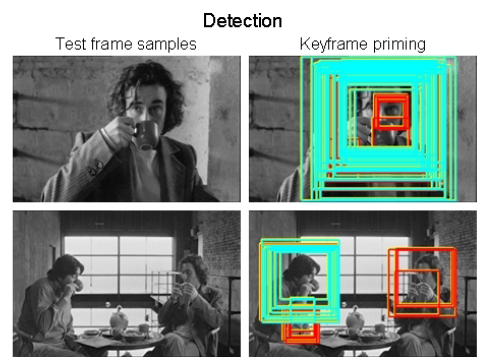 Detection
Test frame samples
Keyframe priming